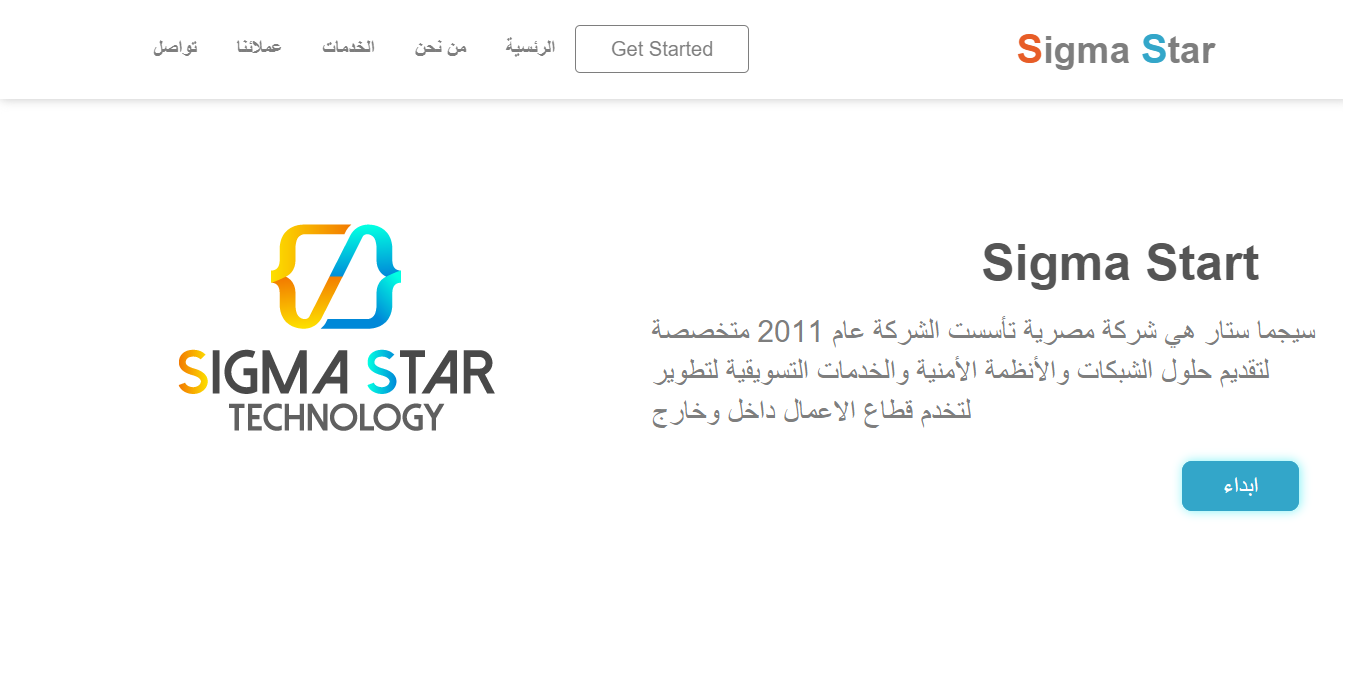 Sigma Star
Get Started
الرئسية
من نحن
الخدمات
عملائنا
تواصل
Sigma Start
سيجما ستار هي شركة مصرية تأسست الشركة عام 2011 متخصصة
لتقديم حلول الشبكات والأنظمة الأمنية والخدمات التسويقية لتطوير
لتخدم قطاع الاعمال داخل وخارج
ابداء
SIGMA STAR
TECHNOLOGY